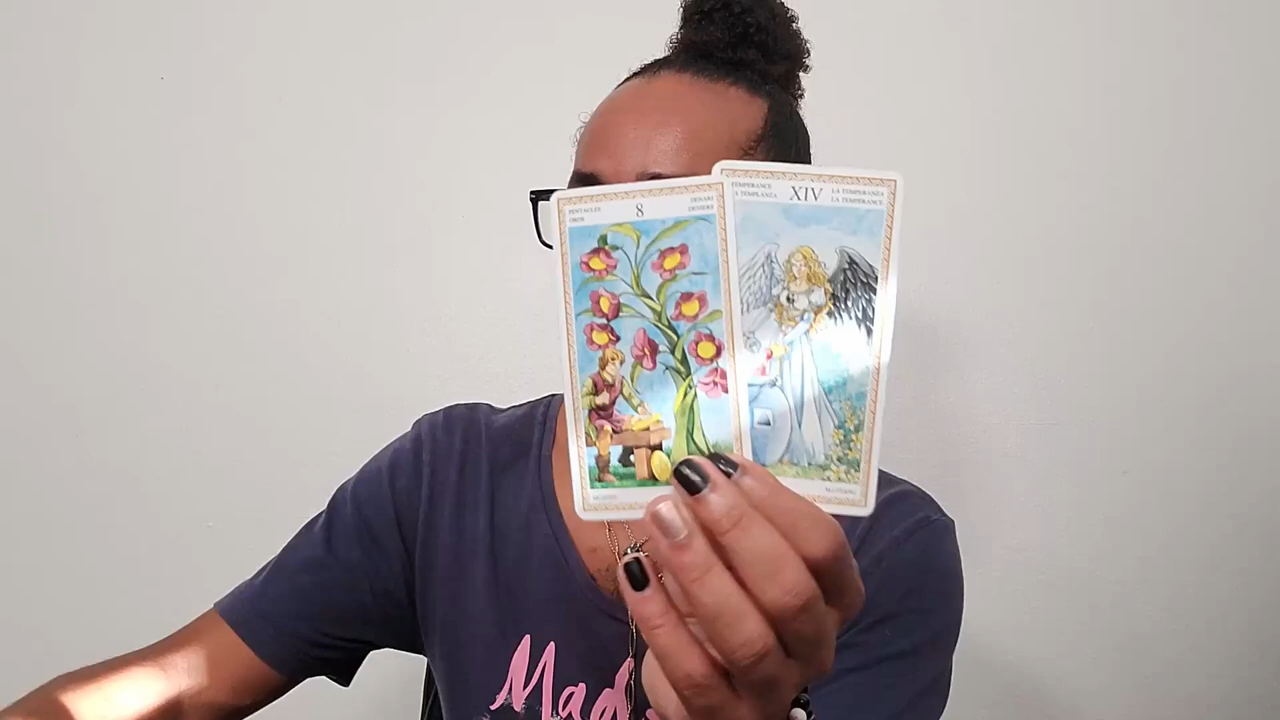 PENTACLES
OROS
8
DENARI
DENIERS
TEMPERANCE
LA TEMPLANZA
XIV
LA TEMPERANZA
LA TEMPERANCE
Mad